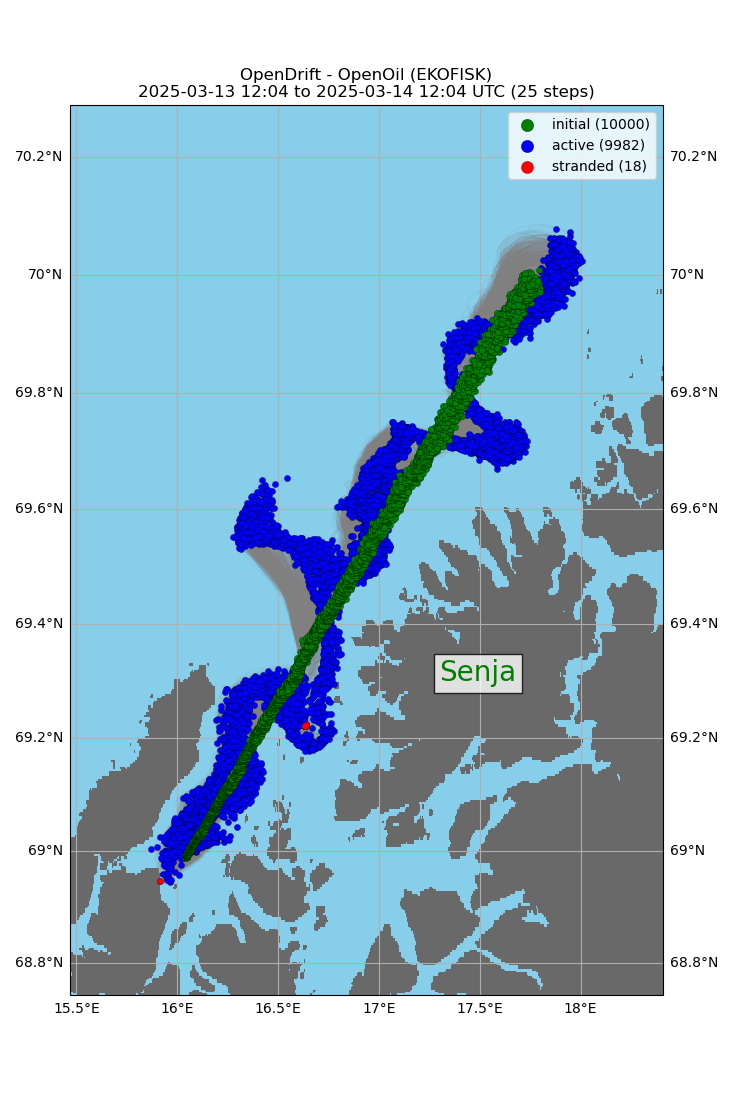 OpenDrift - OpenOil (EKOFISK)
2025-03-13 12:04 to 2025-03-14 12:04 UTC (25 steps)
initial (10000)
active (9982)
stranded (18)
70.2°N 70.2°N
70°N 70°N
69.8°N 69.8°N
69.6°N 69.6°N
69.4°N 69.4°N
Senja
69.2°N 69.2°N
69°N 69°N
68.8°N 68.8°N
15.5°E 16°E 16.5°E 17°E 17.5°E 18°E